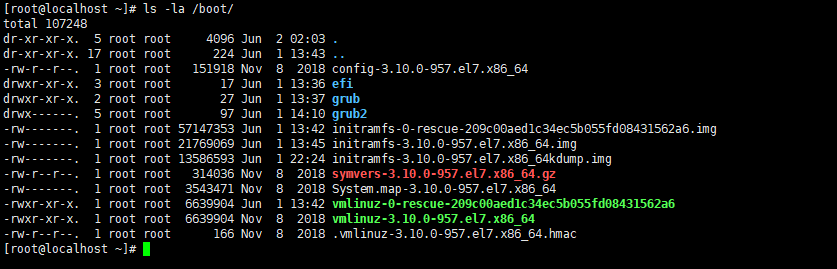 [root@localhost ~]# ls -la /boot/
total 107248
dr-xr-xr-x.  5 root root     4096 Jun  2 02:03 .
dr-xr-xr-x. 17 root root      224 Jun  1 13:43 ..
-rw-r--r--.  1 root root   151918 Nov  8  2018 config-3.10.0-957.el7.x86_64
drwxr-xr-x.  3 root root       17 Jun  1 13:36 efi
drwxr-xr-x.  2 root root       27 Jun  1 13:37 grub
drwx------.  5 root root       97 Jun  1 14:10 grub2
-rw-------.  1 root root 57147353 Jun  1 13:42 initramfs-0-rescue-209c00aed1c34ec5b055fd08431562a6.img
-rw-------.  1 root root 21769069 Jun  1 13:45 initramfs-3.10.0-957.el7.x86_64.img
-rw-------.  1 root root 13586593 Jun  1 22:24 initramfs-3.10.0-957.el7.x86_64kdump.img
-rw-r--r--.  1 root root   314036 Nov  8  2018 symvers-3.10.0-957.el7.x86_64.gz
-rw-------.  1 root root  3543471 Nov  8  2018 System.map-3.10.0-957.el7.x86_64
-rwxr-xr-x.  1 root root  6639904 Jun  1 13:42 vmlinuz-0-rescue-209c00aed1c34ec5b055fd08431562a6
-rwxr-xr-x.  1 root root  6639904 Nov  8  2018 vmlinuz-3.10.0-957.el7.x86_64
-rw-r--r--.  1 root root      166 Nov  8  2018 .vmlinuz-3.10.0-957.el7.x86_64.hmac
[root@localhost ~]#